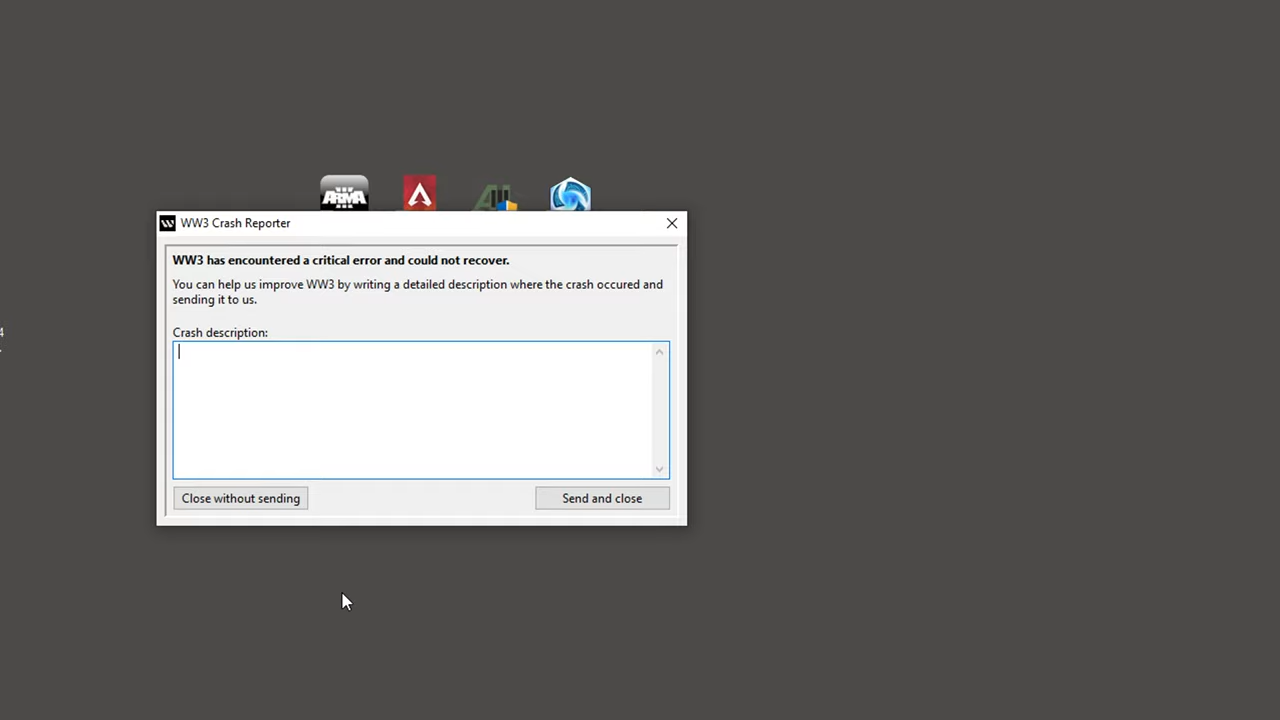 ARMA
WW3 Crash Reporter
WW3 has encountered a critical error and could not recover.
You can help us improve WW3 by writing a detailed description where the crash occured and
sending it to us.
4
Crash description:
Close without sending
Send and close